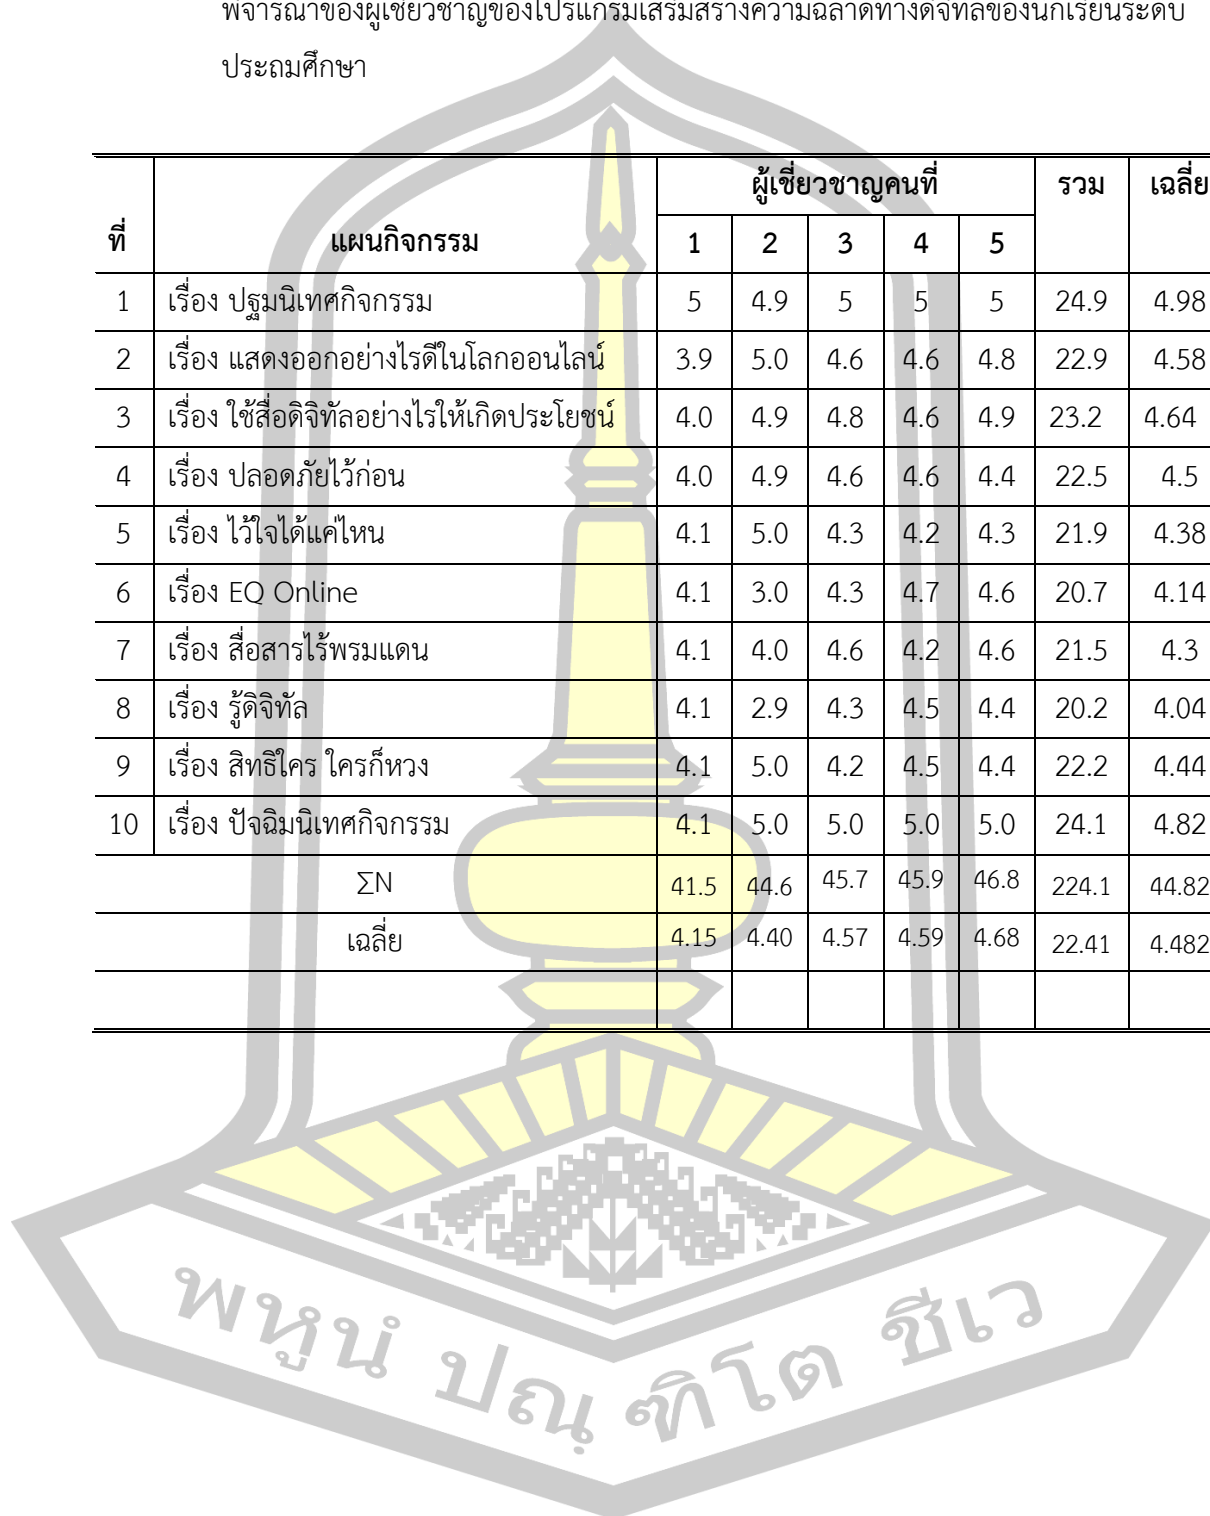 พิจารณาของผู้เชี่ยวชาญของโปรแกรมเสริมสร้างความฉลาดทางดิจิทัลของนักเรียนระดับ
ประถมศึกษา
ที่ แผนกิจกรรม ผู้เชี่ยวชาญคนที่ รวม เฉลี่ย
1 2 3 4 5
1 เรื่อง ปฐมนิเทศกิจกรรม 5 4.9 5 5 5 24.9 4.98
2 เรื่อง แสดงออกอย่างไรดีในโลกออนไลน์ 3.9 5.0 4.6 4.6 4.8 22.9 4.58
3 เรื่อง ใช้สื่อดิจิทัลอย่างไรให้เกิดประโยชน์ 4.0 4.9 4.8 4.6 4.9 23.2 4.64
4 เรื่อง ปลอดภัยไว้ก่อน 4.0 4.9 4.6 4.6 4.4 22.5 4.5
5 เรื่อง ไว้ใจได้แค่ไหน 4.1 5.0 4.3 4.2 4.3 21.9 4.38
6 เรื่อง EQ Online 4.1 3.0 4.3 4.7 4.6 20.7 4.14
7 เรื่อง สื่อสารไร้พรมแดน 4.1 4.0 4.6 4.2 4.6 21.5 4.3
8 เรื่อง รู้ดิจิทัล 4.1 2.9 4.3 4.5 4.4 20.2 4.04
9 เรื่อง สิทธิใคร ใครก็หวง 4.1 5.0 4.2 4.5 4.4 22.2 4.44
10 เรื่อง ปัจฉิมนิเทศกิจกรรม 4.1 5.0 5.0 5.0 5.0 24.1 4.82
ΣN 41.5 44.6 45.7 45.9 46.8 224.1 44.82
เฉลี่ย 4.15 4.40 4.57 4.59 4.68 22.41 4.482
พหูนํ ปณฺฑิโต ชีเว